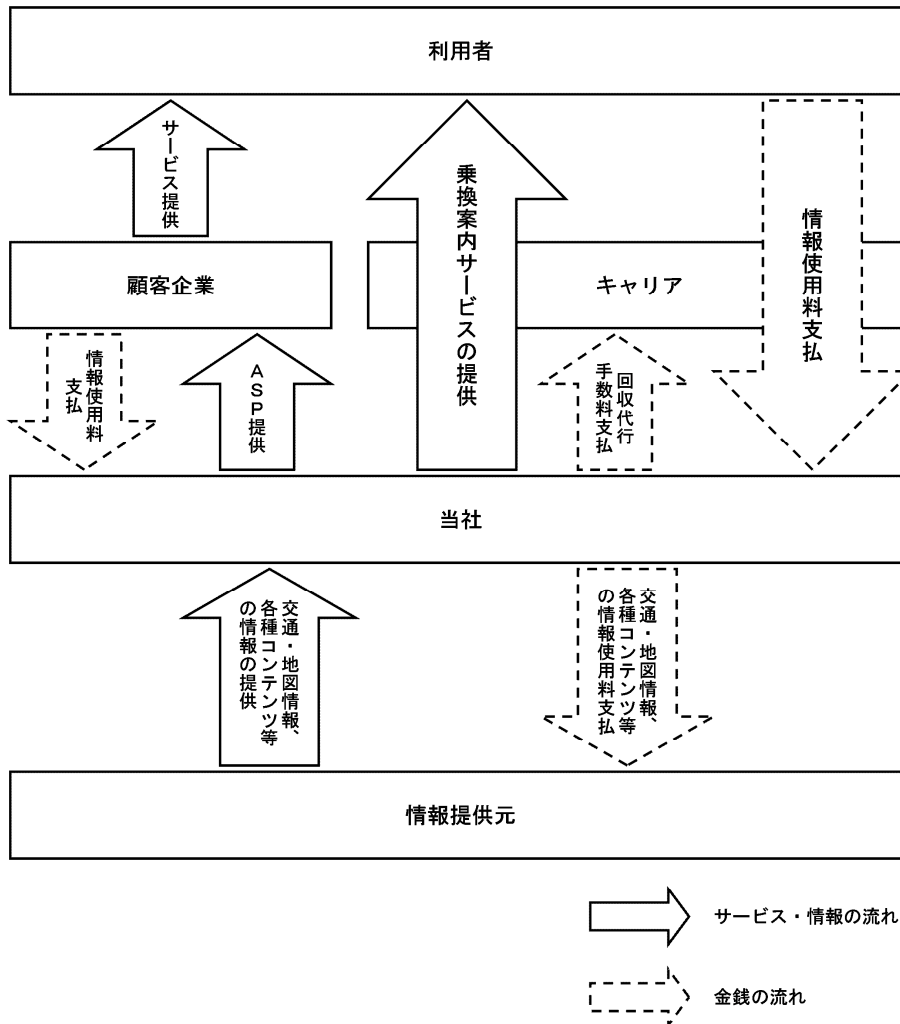 利用者
サービス提供
乗換案内サービスの提供
情報使用料支払
顧客企業
キャリア
情報使用料
支払
ASP提供
回収代行
手数料支払
当社
交通・地図情報、
各種コンテンツ等
の情報の提供
交通・地図情報、
各種コンテンツ等
の情報使用料支払
情報提供元
サービス・情報の流れ
金銭の流れ